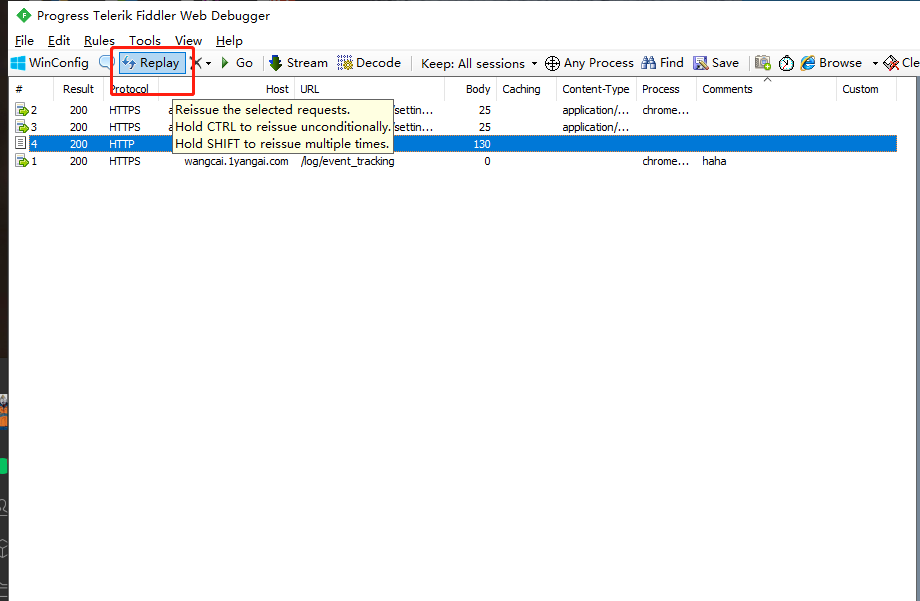 Progress Telerik Fiddler Web Debugger
File Edit Rules Tools View Help
WinConfig Replay Go Stream Decode Keep: All sessions Any Process Find Save Browse Cle
# Result Protocol Host URL Body Caching Content-Type Process Comments Custom
2 200 HTTPS /settin... 25 application/... chrome...
3 200 HTTPS /settin... 25 application/...
4 200 HTTP 130
1 200 HTTPS wangcai.1yangai.com /log/event_tracking 0 chrome... haha
Reissue the selected requests.
Hold CTRL to reissue unconditionally.
Hold SHIFT to reissue multiple times.